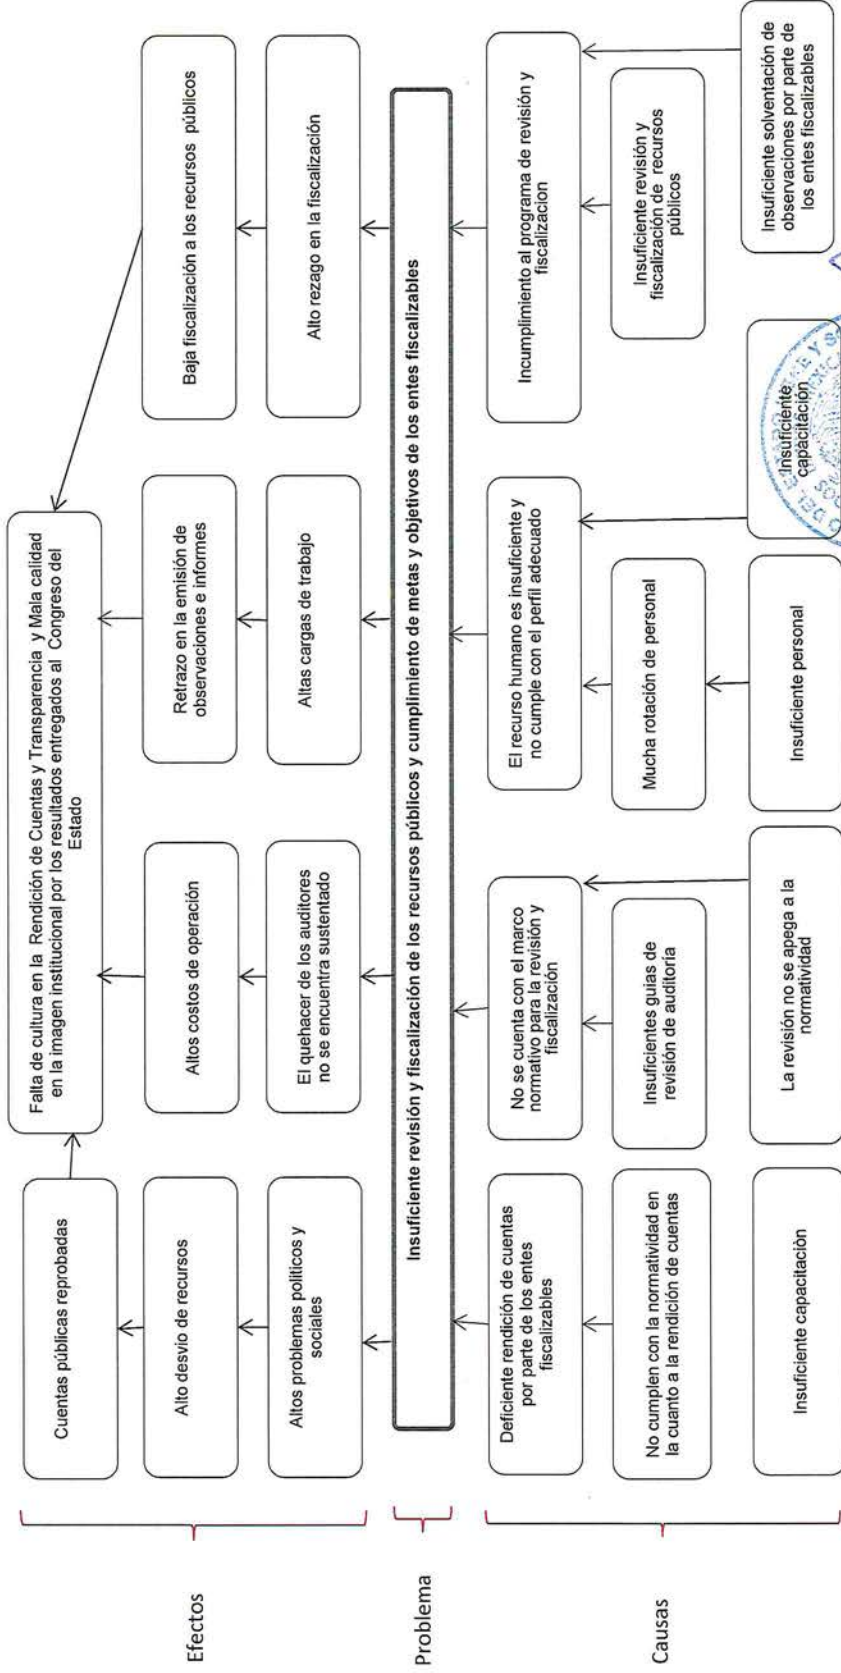 Efectos
Falta de cultura en la Rendición de Cuentas y Transparencia y Mala calidad
en la imagen institucional por los resultados entregados al Congreso del
Estado
Cuentas públicas reprobadas
Alto desvio de recursos
Altos costos de operación
Retrazo en la emisión de
observaciones e informes
Baja fiscalización a los recursos públicos
Altos problemas politicos y
sociales
El quehacer de los auditores
no se encuentra sustentado
Altas cargas de trabajo
Alto rezago en la fiscalización
Problema
Insuficiente revisión y fiscalización de los recursos públicos y cumplimiento de metas y objetivos de los entes fiscalizables
Causas
Deficiente rendición de cuentas
por parte de los entes
fiscalizables
No se cuenta con el marco
normativo para la revisión y
fiscalización
El recurso humano es insuficiente y
no cumple con el perfil adecuado
Incumplimiento al programa de revisión y
fiscalizacion
No cumplen con la normatividad en
la cuanto a la rendición de cuentas
Insuficientes guias de
revisión de auditoria
Mucha rotación de personal
Insuficiente revisión y
fiscalización de recursos
públicos
Insuficiente capacitaciòn
La revisión no se apega a la
normatividad
Insuficiente personal
Insuficiente
capacitación
Insuficiente solventación de
observaciones por parte de
los entes fiscalizables